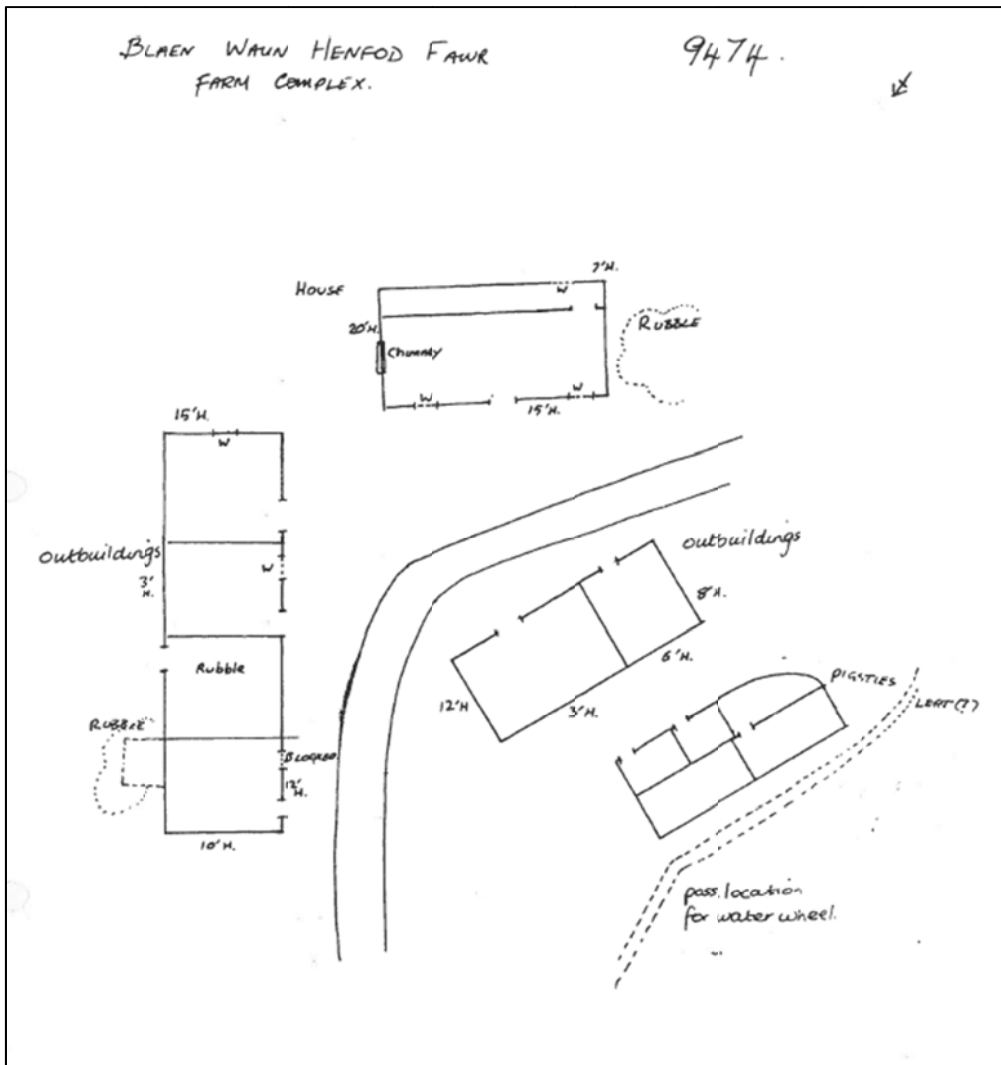 BLAEN WAUN HENFOD FAWR
FARM COMPLEX.
9474.
HOUSE
7'H.
W
20'H.
Chimney
RUBBLE
W
W
15'H.
15'H.
W
Outbuildings
3'
H.
W
Outbuildings
8'H.
Rubble
6'H.
12'H
3'H.
PIGSTIES
LEAT(?)
RUBBLE
BLOCKED
12'
H.
10'H.
poss. location
for water wheel.